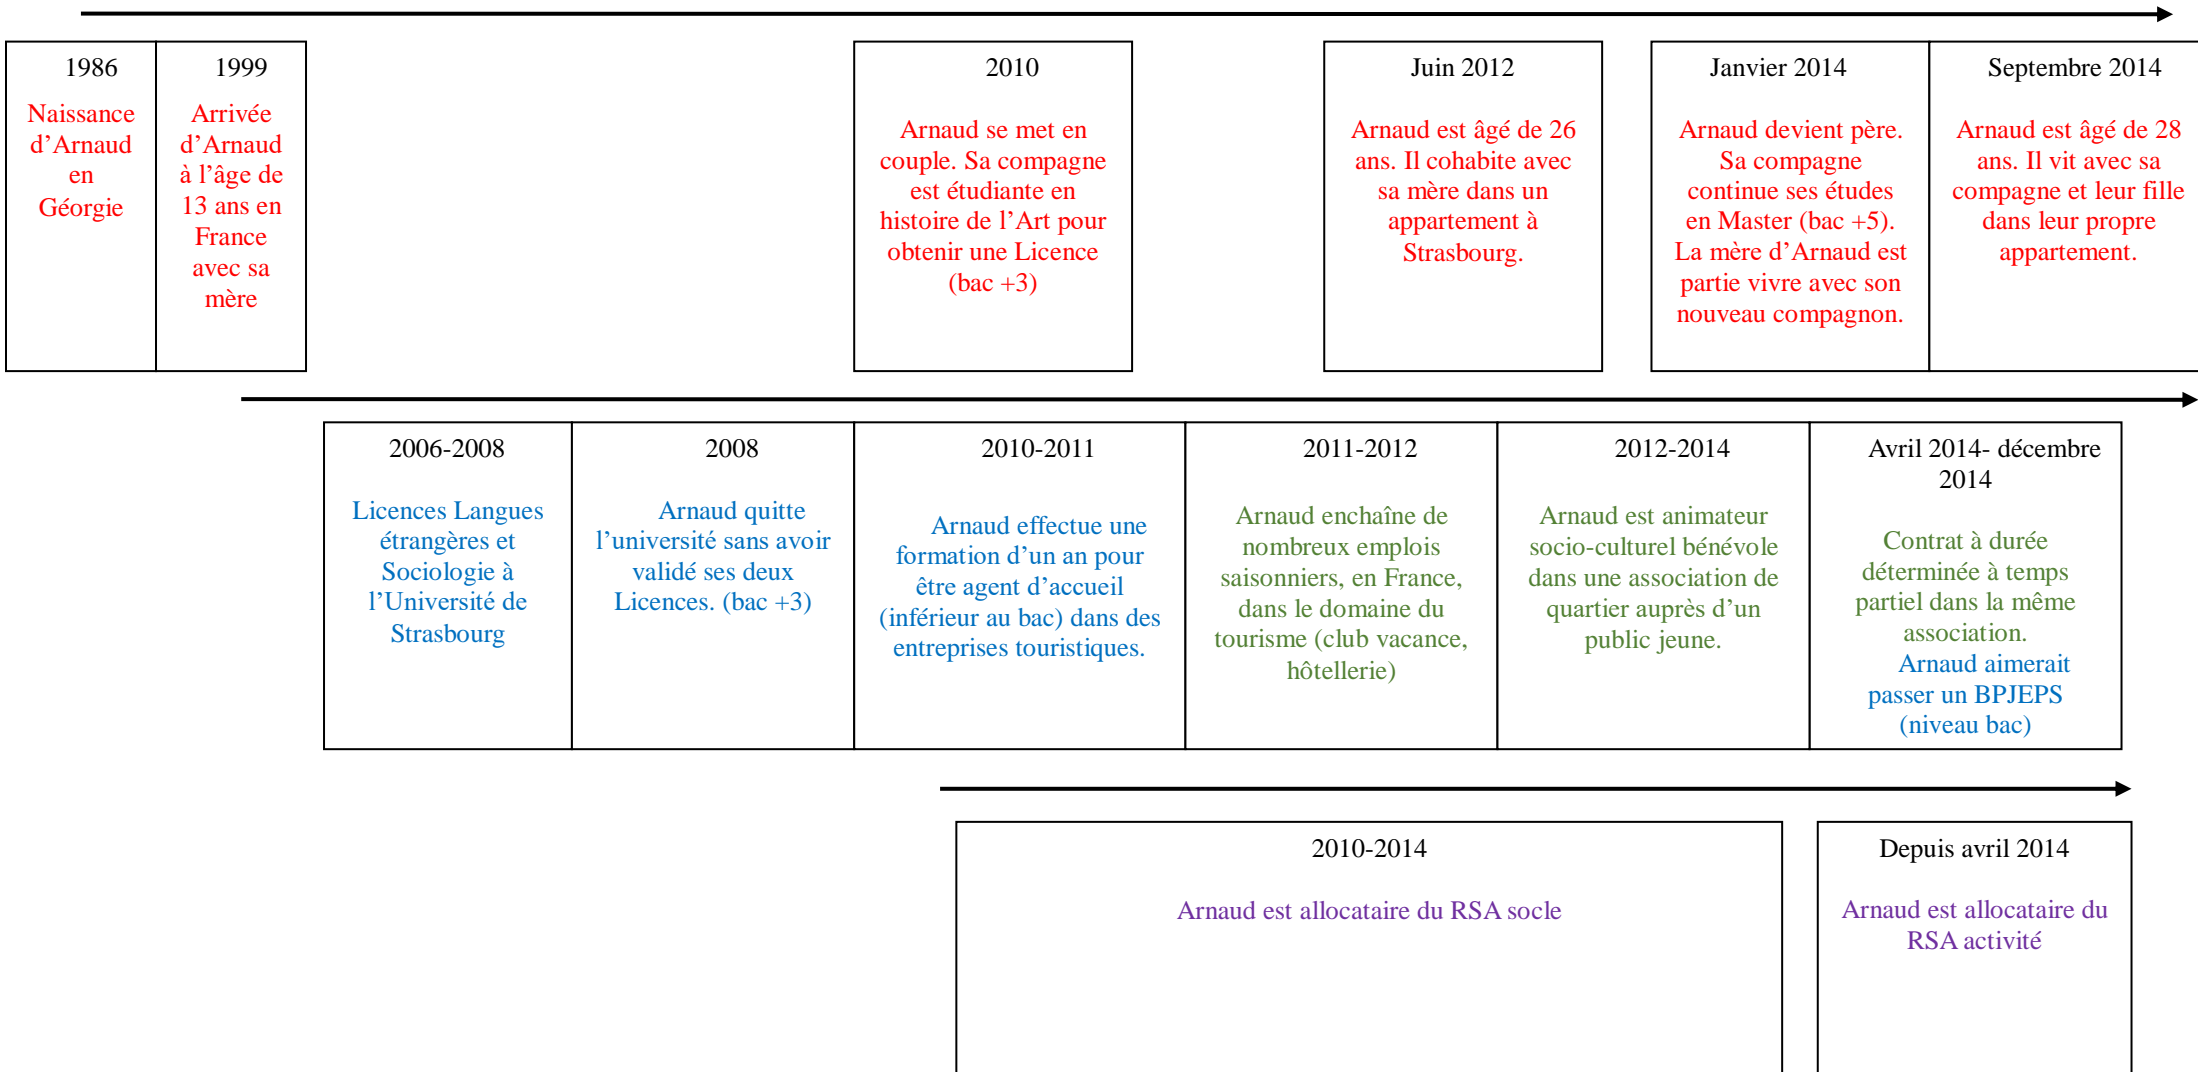 1986
Naissance
d’Arnaud
en
Géorgie
1999
Arrivée
d’Arnaud
à l’âge de
13 ans en
France
avec sa
mère
2010
Arnaud se met en
couple. Sa compagne
est étudiante en
histoire de l’Art pour
obtenir une Licence
(bac +3)
Juin 2012
Arnaud est âgé de 26
ans. Il cohabite avec
sa mère dans un
appartement à
Strasbourg.
Janvier 2014
Arnaud devient père.
Sa compagne
continue ses études
en Master (bac +5).
La mère d’Arnaud est
partie vivre avec son
nouveau compagnon.
Septembre 2014
Arnaud est âgé de 28
ans. Il vit avec sa
compagne et leur fille
dans leur propre
appartement.
2006-2008
Licences Langues
étrangères et
Sociologie à
l’Université de
Strasbourg
2008
Arnaud quitte
l’université sans avoir
validé ses deux
Licences. (bac +3)
2010-2011
Arnaud effectue une
formation d’un an pour
être agent d’accueil
(inférieur au bac) dans des
entreprises touristiques.
2011-2012
Arnaud enchaîne de
nombreux emplois
saisonniers, en France,
dans le domaine du
tourisme (club vacance,
hôtellerie)
2012-2014
Arnaud est animateur
socio-culturel bénévole
dans une association de
quartier auprès d’un
public jeune.
Avril 2014- décembre
2014
Contrat à durée
déterminée à temps
partiel dans la même
association.
Arnaud aimerait
passer un BPJEPS
(niveau bac)
2010-2014
Arnaud est allocataire du RSA socle
Depuis avril 2014
Arnaud est allocataire du
RSA activité